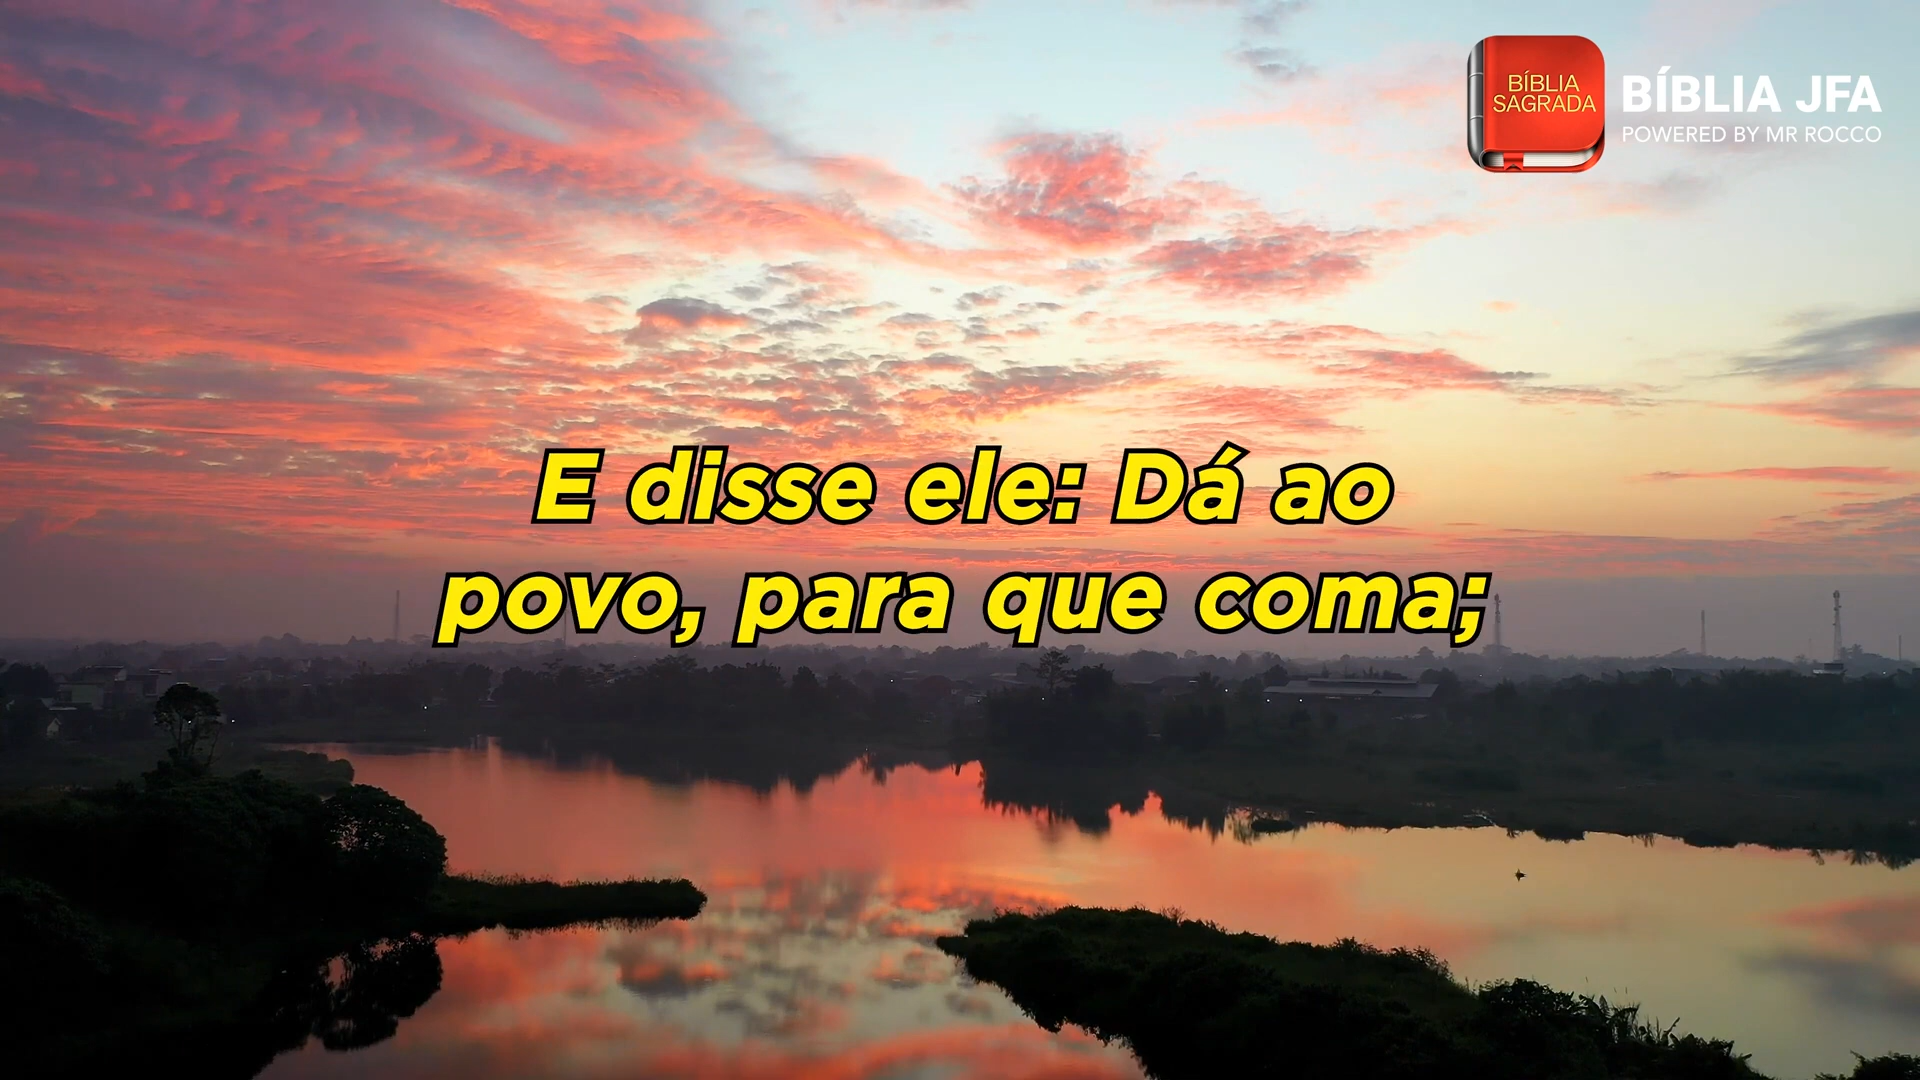 BÍBLIA
SAGRADA
BÍBLIA JFA
POWERED BY MR ROCCO
E disse ele: Dá ao
povo, para que coma;